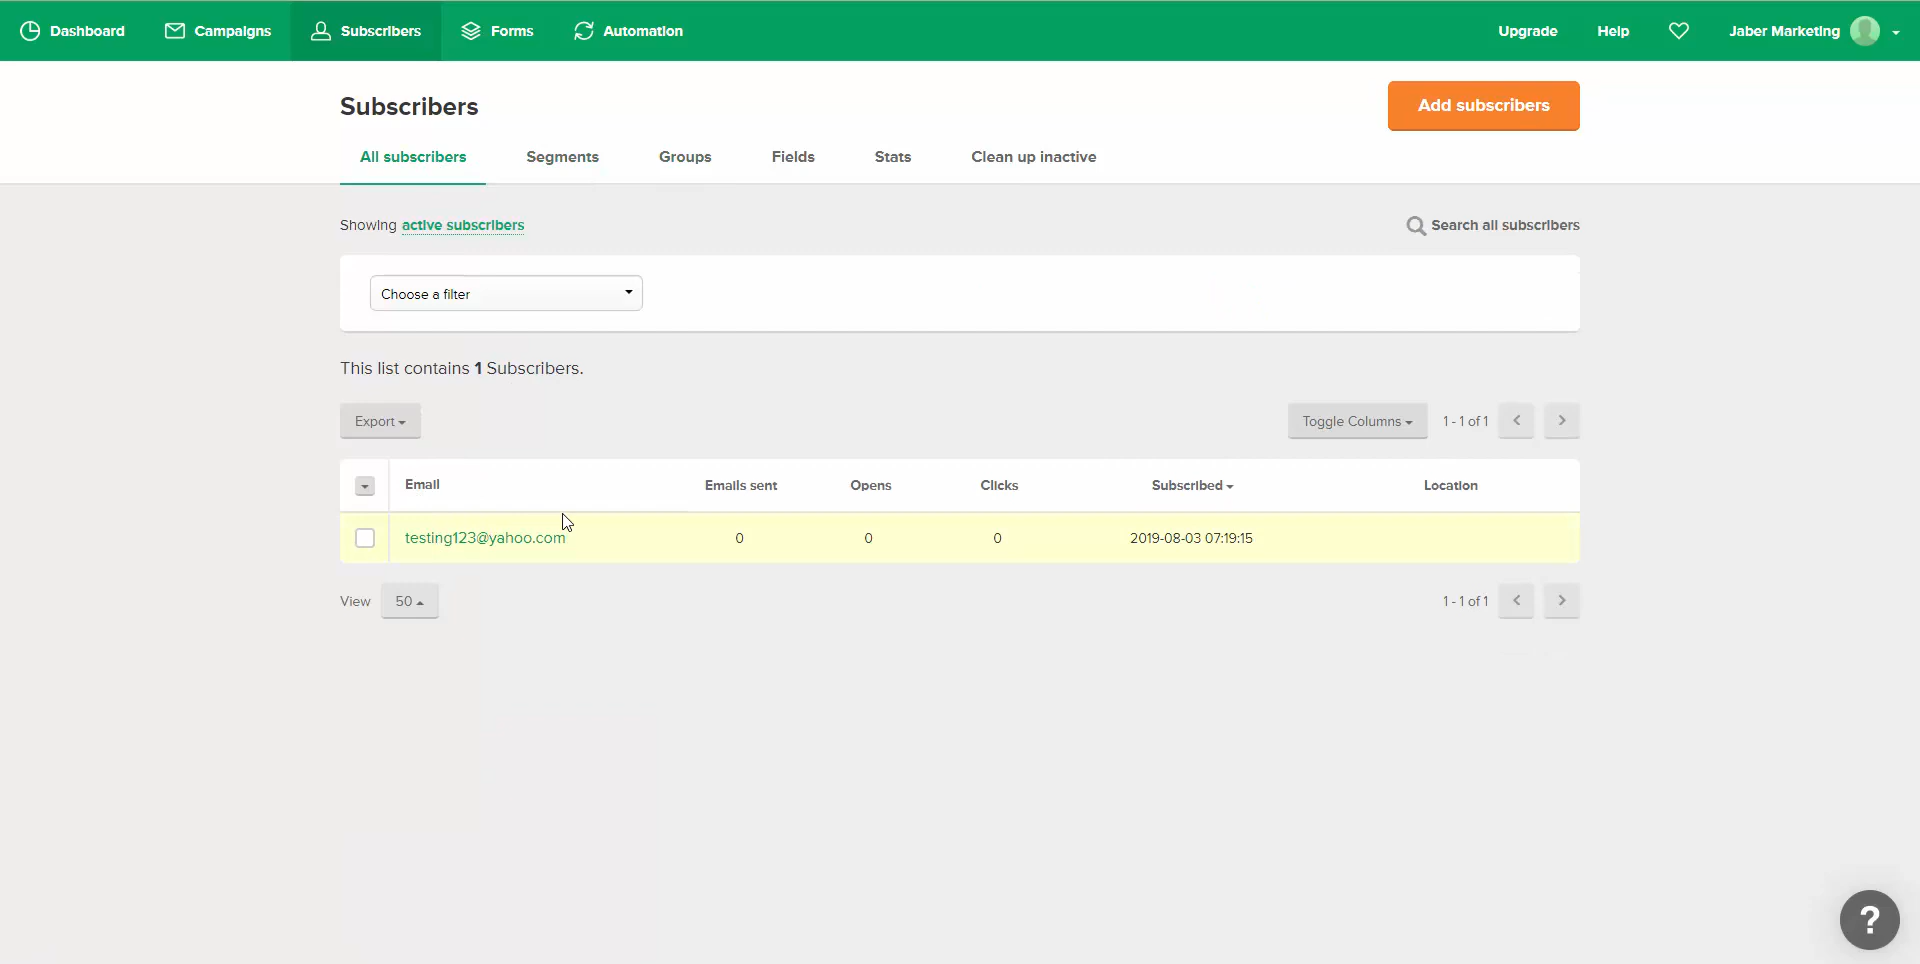 Dashboard Campaigns Subscribers Forms Automation Upgrade Help Jaber Marketing
Subscribers
Add subscribers
All subscribers Segments Groups Fields Stats Clean up inactive
Showing active subscribers
Search all subscribers
Choose a filter
This list contains 1 Subscribers.
Export
Toggle Columns 1 - 1 of 1
Email Emails sent Opens Clicks Subscribed Location
testing123@yahoo.com 0 0 0 2019-08-03 07:19:15
View 50
1 - 1 of 1
?